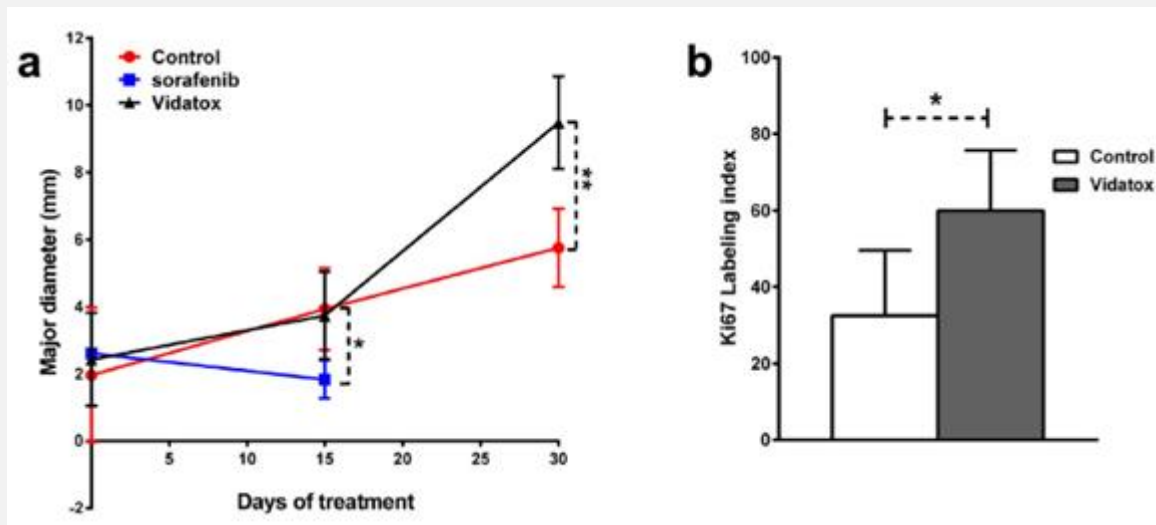 a
12
10
8
6
4
2
0
-2
Major diameter (mm)
Control
sorafenib
Vidatox
*
**
5 10 15 20 25 30
Days of treatment
b
100
80
60
40
20
0
Ki67 Labeling index
*
Control
Vidatox